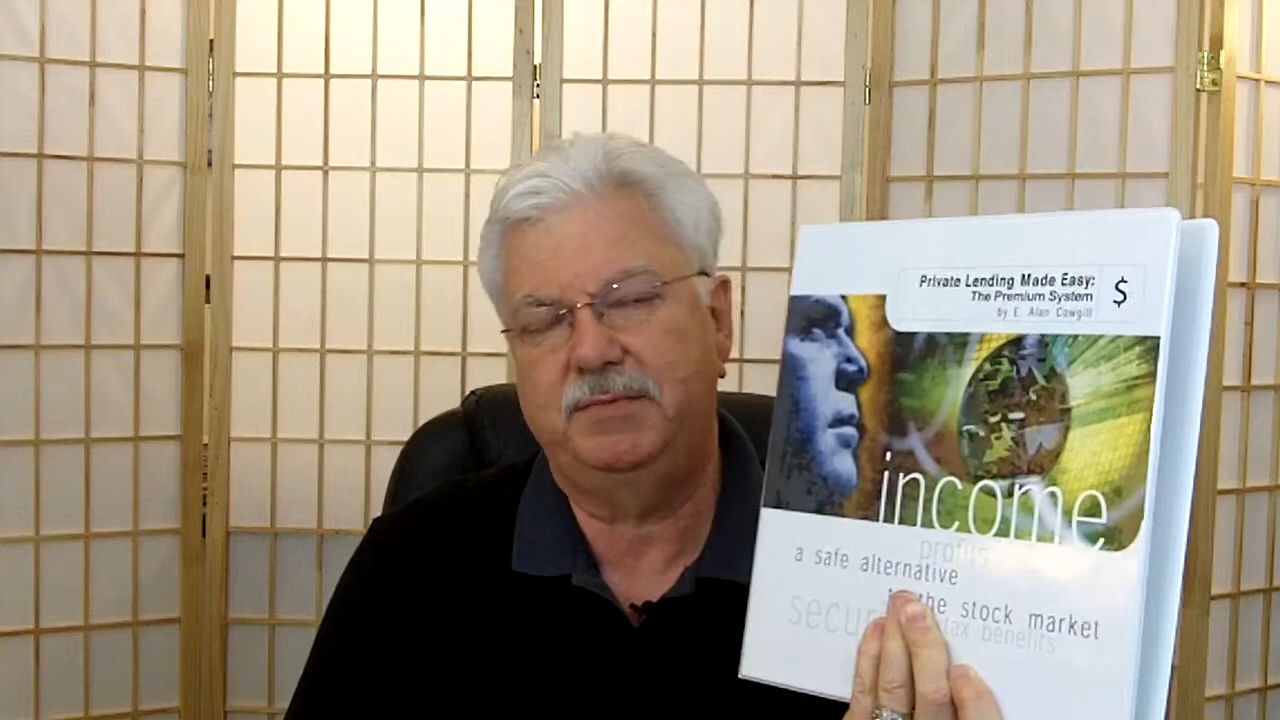 Private Lending Made Easy:
The Premium System
by E. Alan Cowgill
$
income
profits
a safe alternative
the stock market
tax benefits